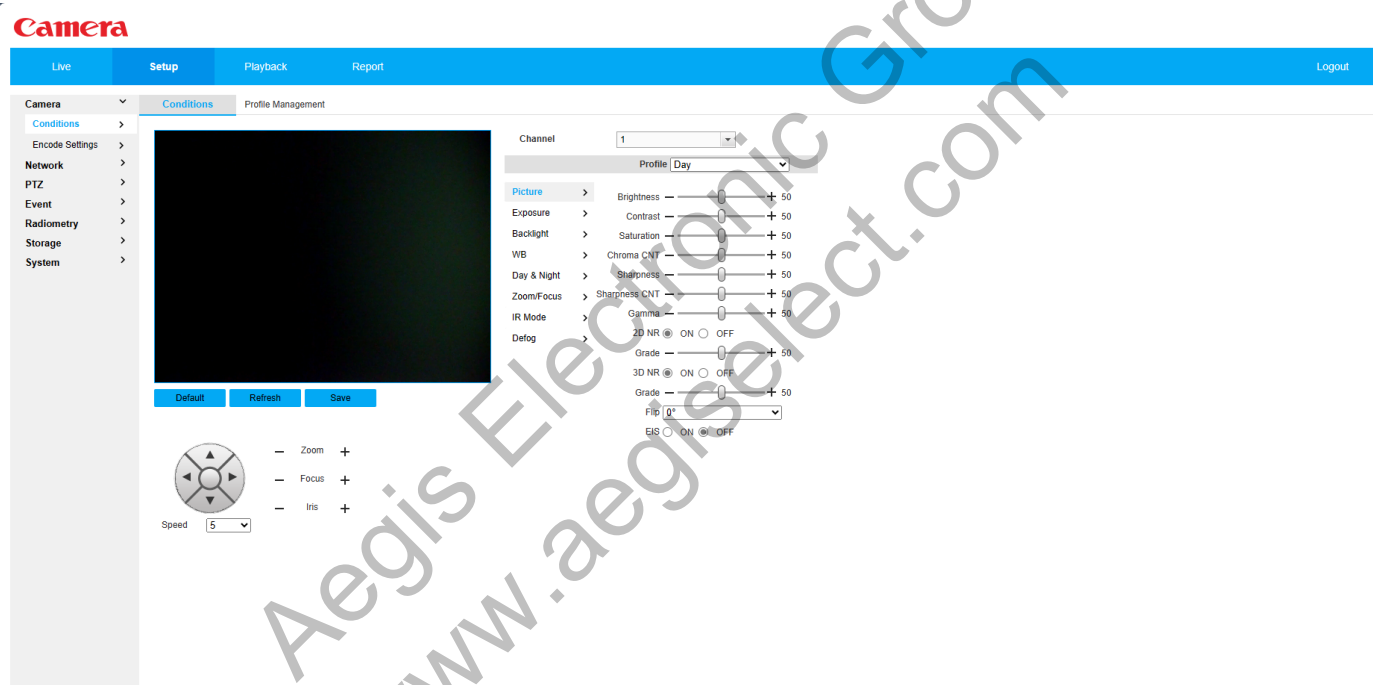 Camera
Live Setup Playback Report Logout
Camera Conditions Profile Management
Conditions
Encode Settings
Network
PTZ
Event
Radiometry
Storage
System
Channel 1
Profile Day
Picture
Exposure
Backlight
WB
Day & Night
Zoom/Focus
IR Mode
Defog
Brightness 50
Contrast 50
Saturation 50
Chroma CNT 50
Sharpness 50
Sharpness CNT 50
Gamma 50
2D NR ON OFF
Grade 50
3D NR ON OFF
Grade 50
Flip 0°
EIS ON OFF
Default Refresh Save
Zoom
Focus
Iris
Speed 5
Aegis Electronic Gro
www.aegiselect.com